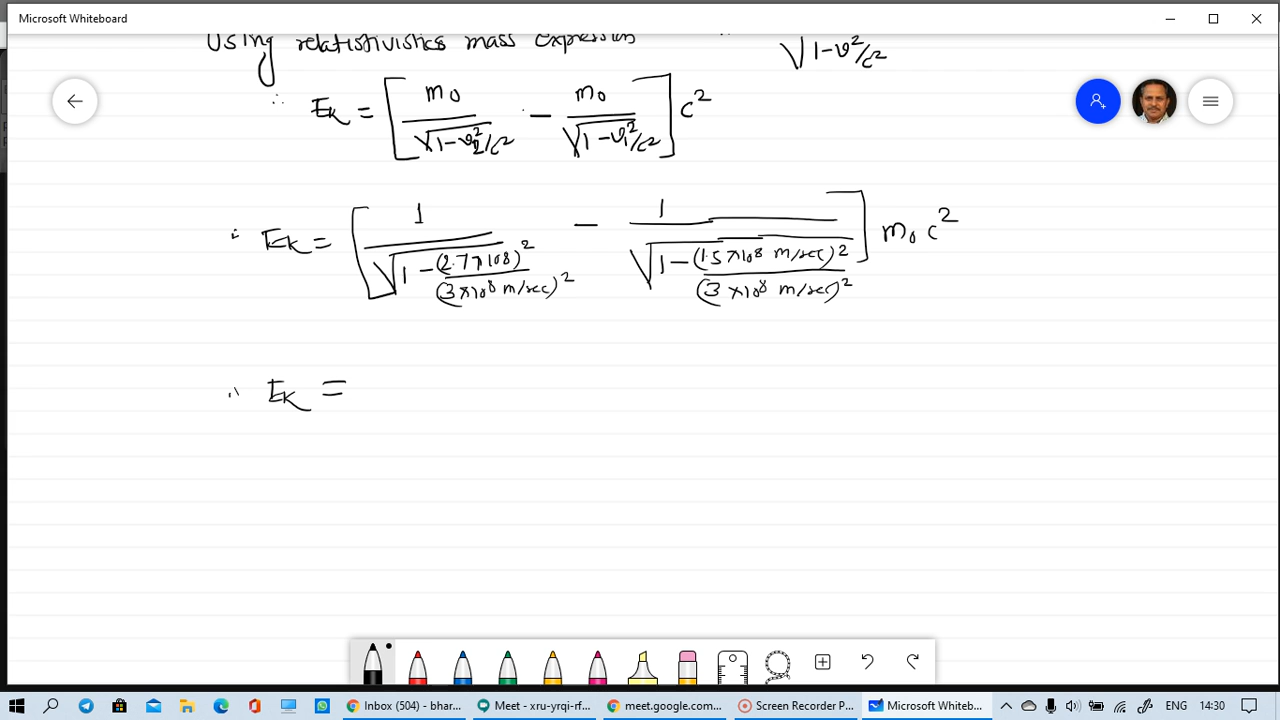 Microsoft Whiteboard
Using relatistivistics mass expression
√1-v²/c²
∴ EK = [ m0/√1-v2²/c² - m0/√1-v1²/c² ] c²
∴ EK = [ 1/√1-(2.7×108)²/(3×10⁸ m/sec)² - 1/√1-(1.5×10⁸ m/sec)²/(3×10⁸ m/sec)² ] m0 c²
∴ EK =
Inbox (504) - bhar...
Meet - xru-yrqi-rf...
meet.google.com...
Screen Recorder P...
Microsoft Whiteb...
ENG
14:30